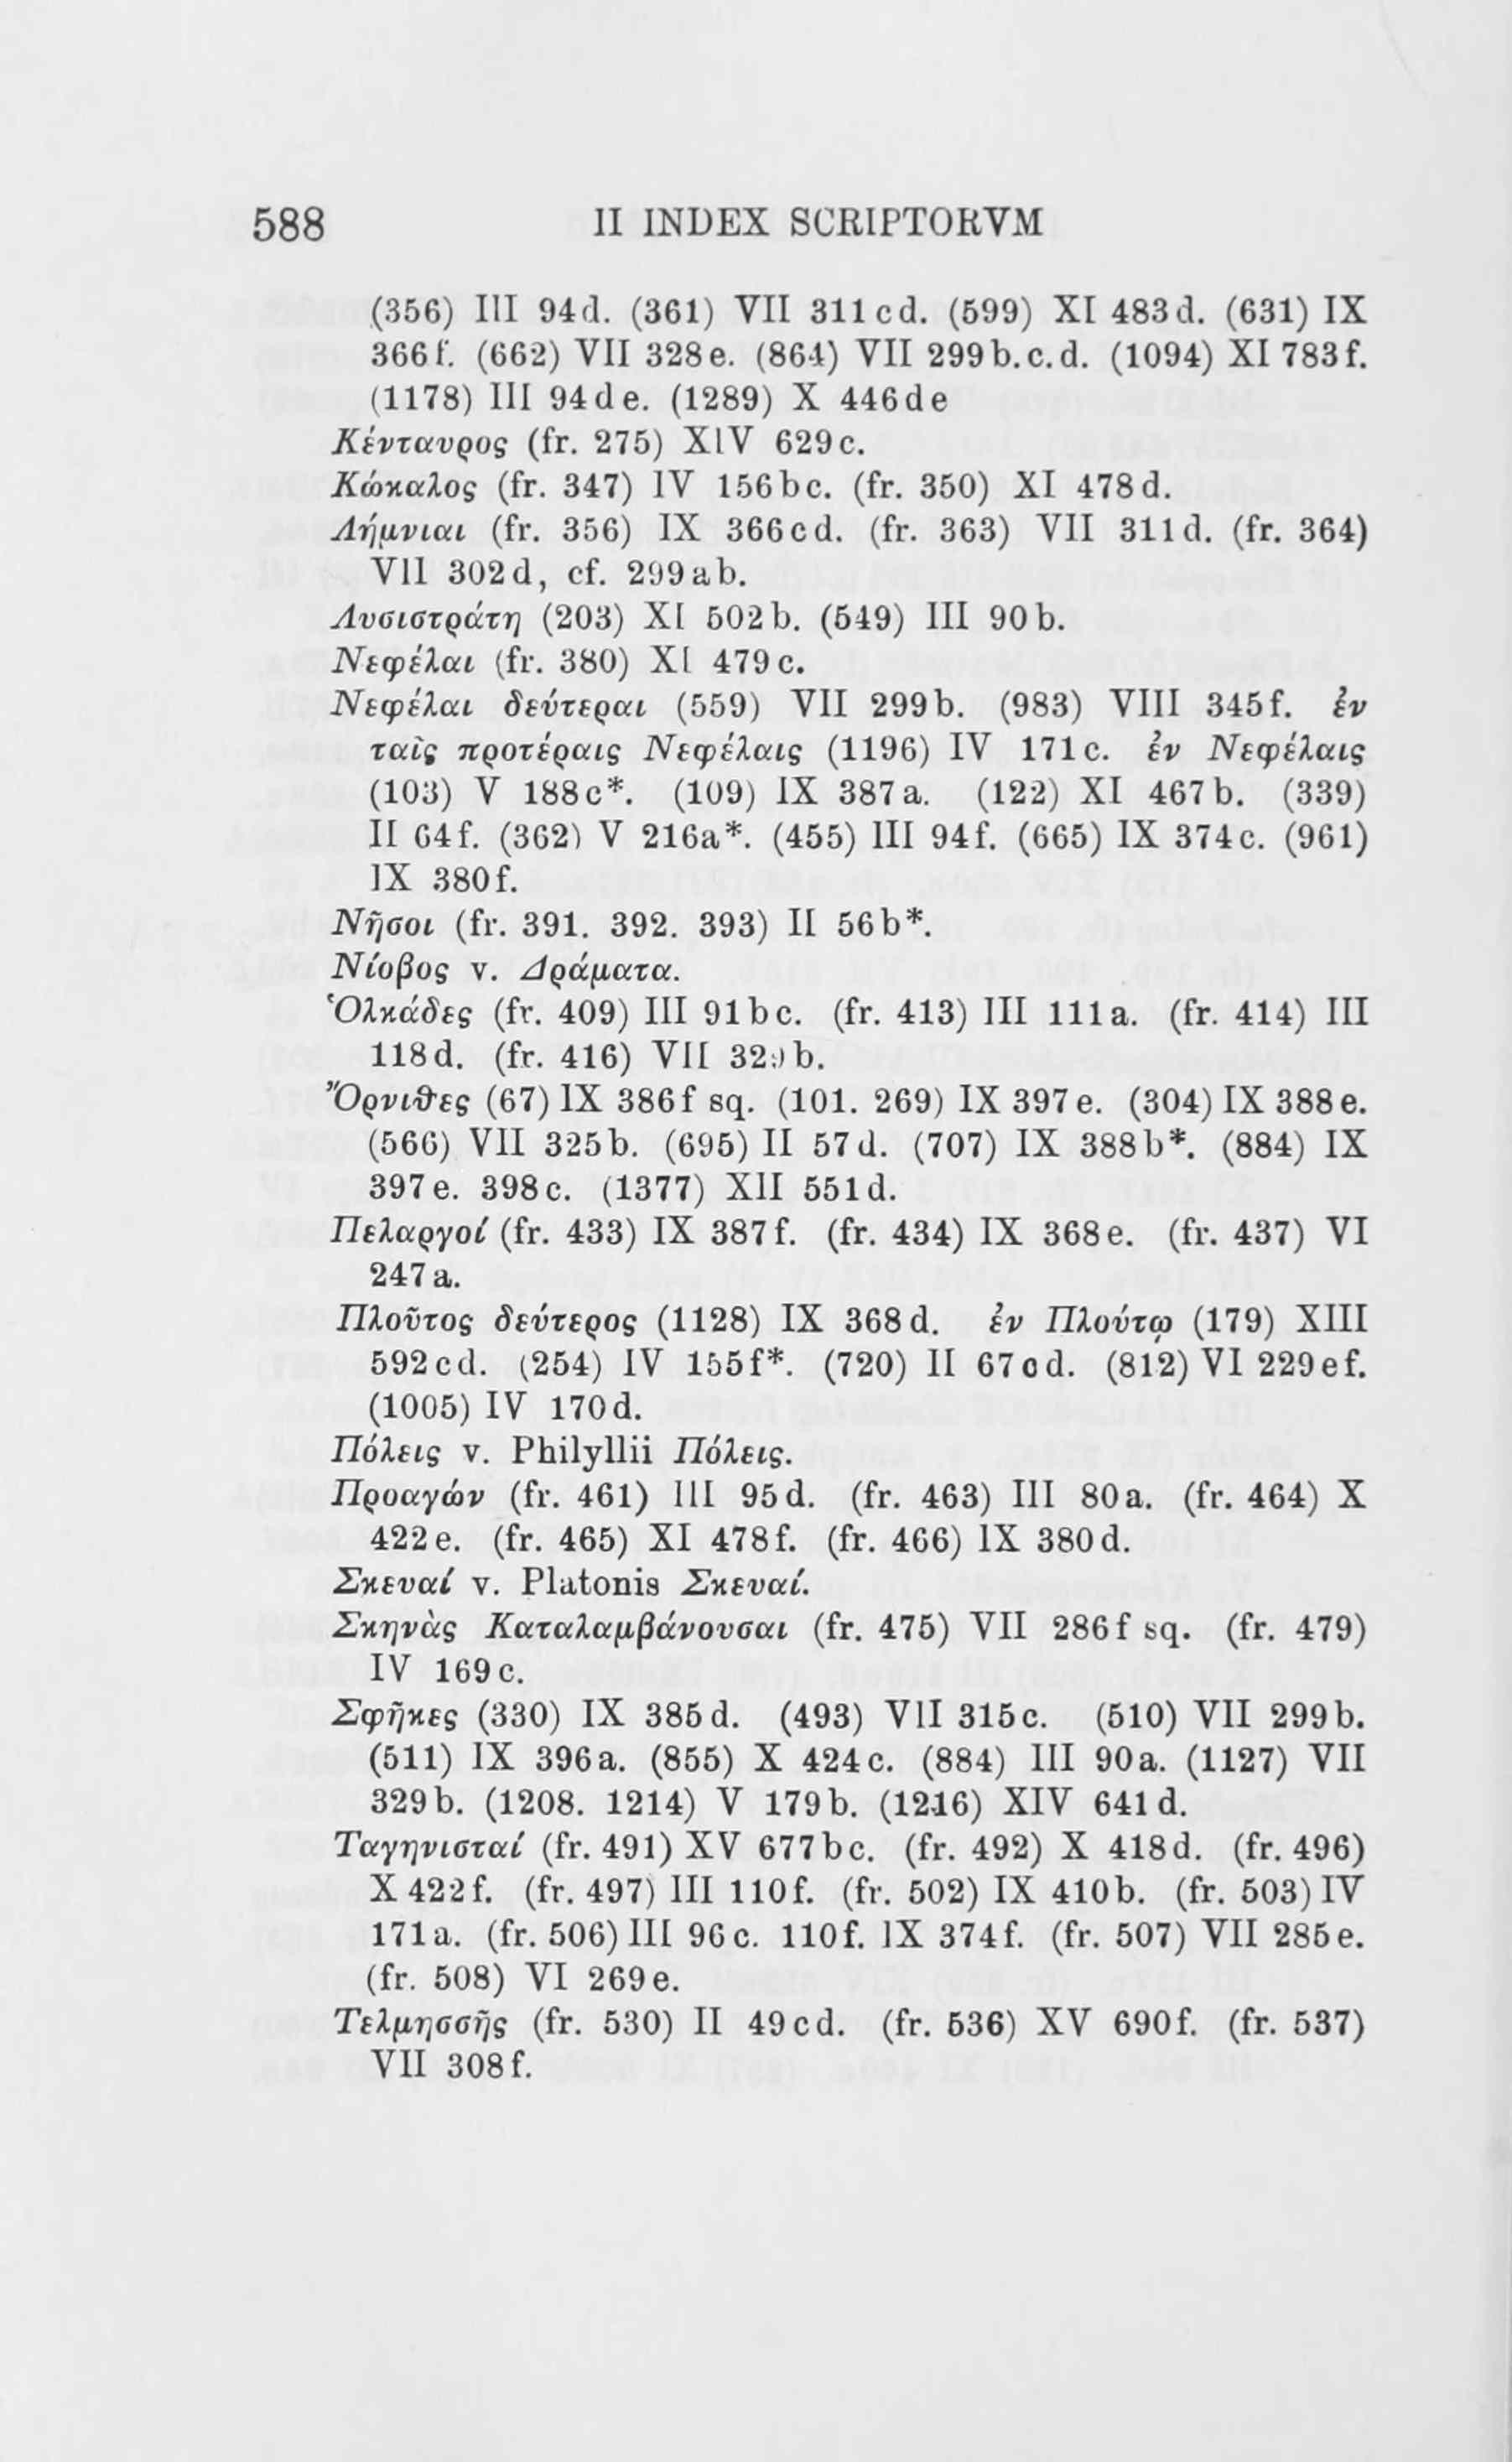 588 II INDEX SCRIPTORVM
(356) III 94d. (361) VII 311cd. (599) XI 483d. (631) IX
366f. (662) VII 328e. (864) VII 299b.c.d. (1094) XI 783f.
(1178) III 94de. (1289) X 446de
Κένταυρος (fr. 275) XIV 629c.
Κώκαλος (fr. 347) IV 156bc. (fr. 350) XI 478d.
Λήμνιαι (fr. 356) IX 366cd. (fr. 363) VII 311d. (fr. 364)
VII 302d, cf. 299ab.
Λυσιστράτη (203) XI 502b. (549) III 90b.
Νεφέλαι (fr. 380) XI 479c.
Νεφέλαι δεύτεραι (559) VII 299b. (983) VIII 345f. ἐν
ταῖς προτέραις Νεφέλαις (1196) IV 171c. ἐν Νεφέλαις
(103) V 188c*. (109) IX 387a. (122) XI 467b. (339)
II 64f. (362) V 216a*. (455) III 94f. (665) IX 374c. (961)
IX 380f.
Νῆσοι (fr. 391. 392. 393) II 56b*.
Νίοβος v. Δράματα.
Ὁλκάδες (fr. 409) III 91bc. (fr. 413) III 111a. (fr. 414) III
118d. (fr. 416) VII 329b.
Ὄρνιθες (67) IX 386f sq. (101. 269) IX 397e. (304) IX 388e.
(566) VII 325b. (695) II 57d. (707) IX 388b*. (884) IX
397e. 398c. (1377) XII 551d.
Πελαργοί (fr. 433) IX 387f. (fr. 434) IX 368e. (fr. 437) VI
247a.
Πλοῦτος δεύτερος (1128) IX 368d. ἐν Πλούτῳ (179) XIII
592cd. (254) IV 155f*. (720) II 67cd. (812) VI 229ef.
(1005) IV 170d.
Πόλεις v. Philyllii Πόλεις.
Προαγών (fr. 461) III 95d. (fr. 463) III 80a. (fr. 464) X
422e. (fr. 465) XI 478f. (fr. 466) IX 380d.
Σκευαί v. Platonis Σκευαί.
Σκηνὰς Καταλαμβάνουσαι (fr. 475) VII 286f sq. (fr. 479)
IV 169c.
Σφῆκες (330) IX 385d. (493) VII 315c. (510) VII 299b.
(511) IX 396a. (855) X 424c. (884) III 90a. (1127) VII
329b. (1208. 1214) V 179b. (1216) XIV 641d.
Ταγηνισταί (fr. 491) XV 677bc. (fr. 492) X 418d. (fr. 496)
X 422f. (fr. 497) III 110f. (fr. 502) IX 410b. (fr. 503) IV
171a. (fr. 506) III 96c. 110f. IX 374f. (fr. 507) VII 285e.
(fr. 508) VI 269e.
Τελμησσῆς (fr. 530) II 49cd. (fr. 536) XV 690f. (fr. 537)
VII 308f.